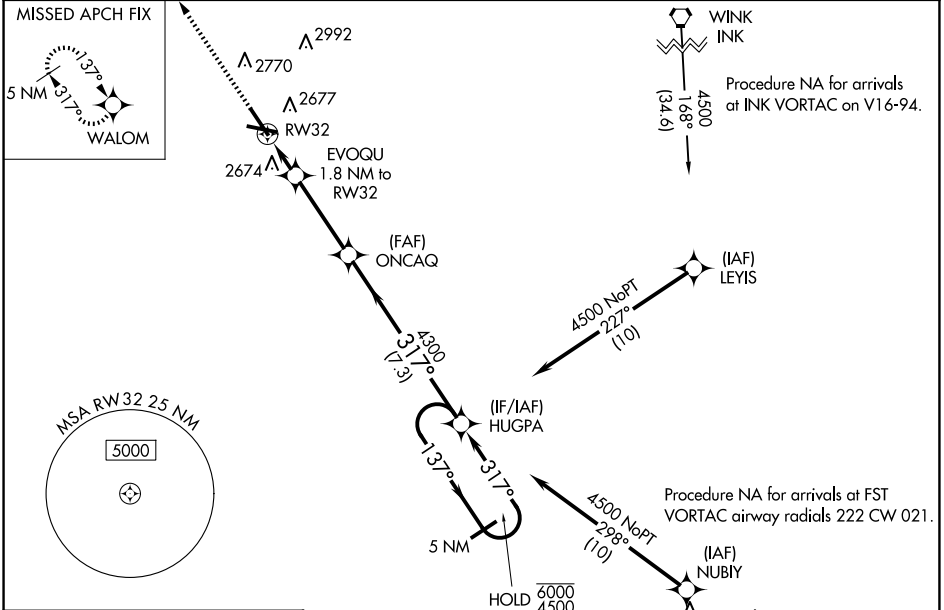 MISSED APCH FIX
5 NM
137°
317°
WALOM
2992
2770
2677
RW32
2674
EVOQU
1.8 NM to
RW32
WINK
INK
4500
168°
(34.6)
Procedure NA for arrivals
at INK VORTAC on V16-94.
(FAF)
ONCAQ
(IAF)
LEYIS
4500 NoPT
227°
(10)
4300
317°
(7.3)
MSA RW32 25 NM
5000
(IF/IAF)
HUGPA
137°
317°
5 NM
HOLD
6000
4500
4500 NoPT
298°
(10)
Procedure NA for arrivals at FST
VORTAC airway radials 222 CW 021.
(IAF)
NUBIY